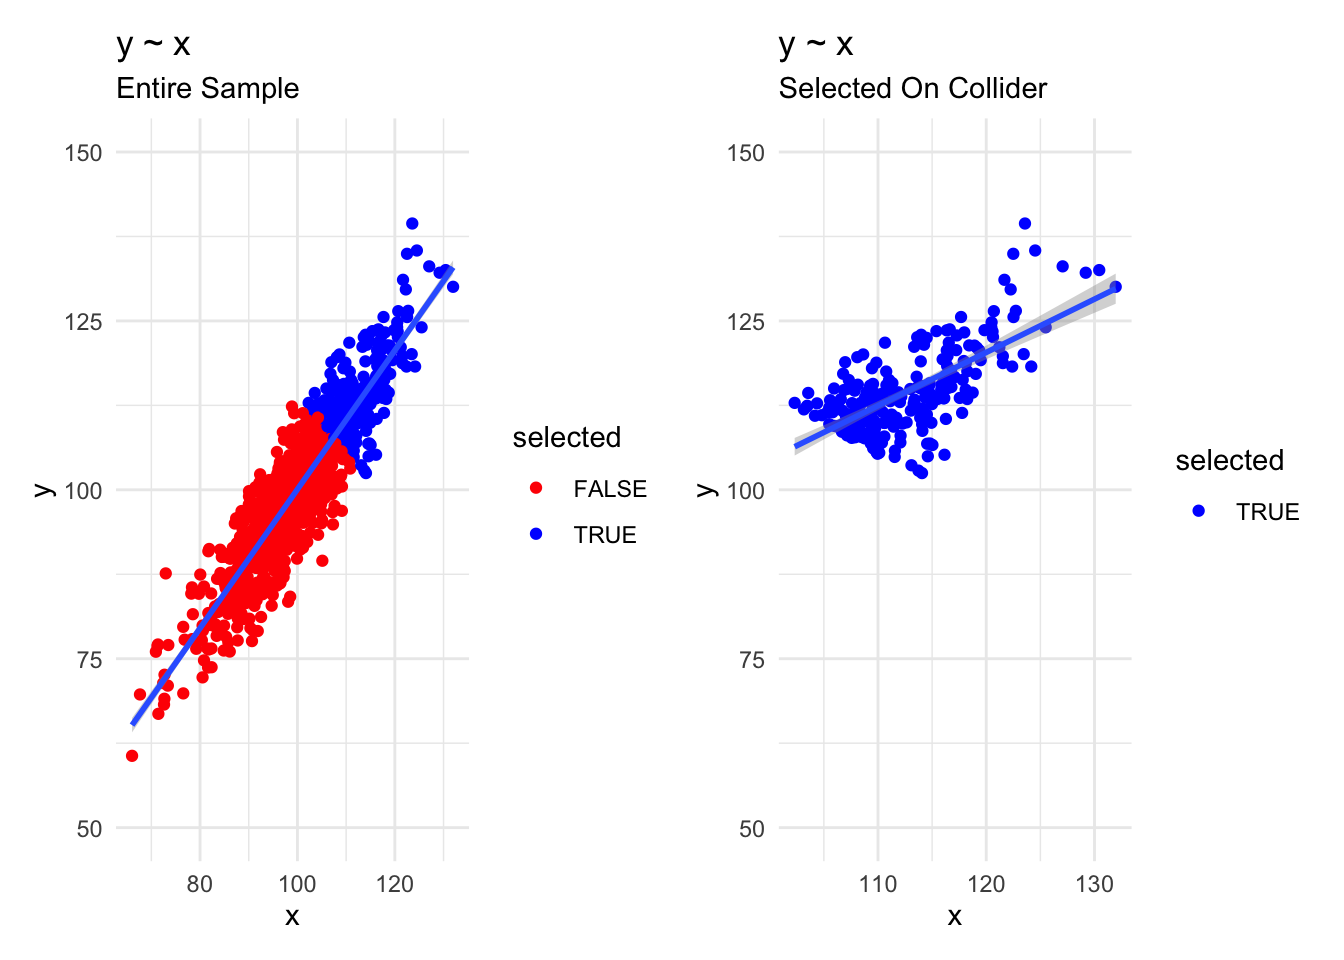 y ~ x
Entire Sample
150
125
100
75
50
y
80 100 120
x
selected
FALSE
TRUE
y ~ x
Selected On Collider
150
125
100
75
50
y
110 120 130
x
selected
TRUE